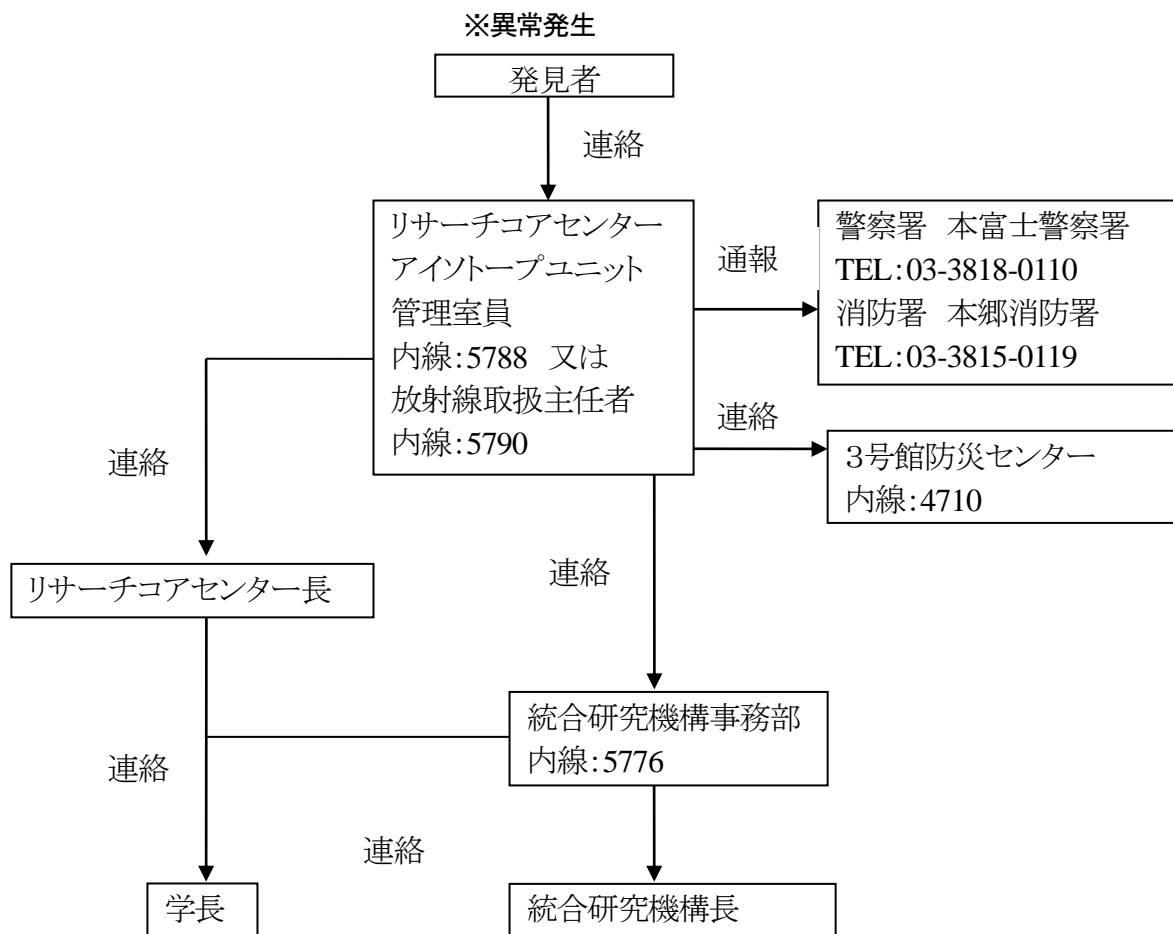 ※異常発生
発見者
連絡
リサーチコアセンター
アイソトープユニット
管理室員
内線:5788 又は
放射線取扱主任者
内線:5790
通報
警察署 本富士警察署
TEL:03-3818-0110
消防署 本郷消防署
TEL:03-3815-0119
連絡
3号館防災センター
内線:4710
連絡
リサーチコアセンター長
連絡
統合研究機構事務部
内線:5776
連絡
連絡
学長
統合研究機構長